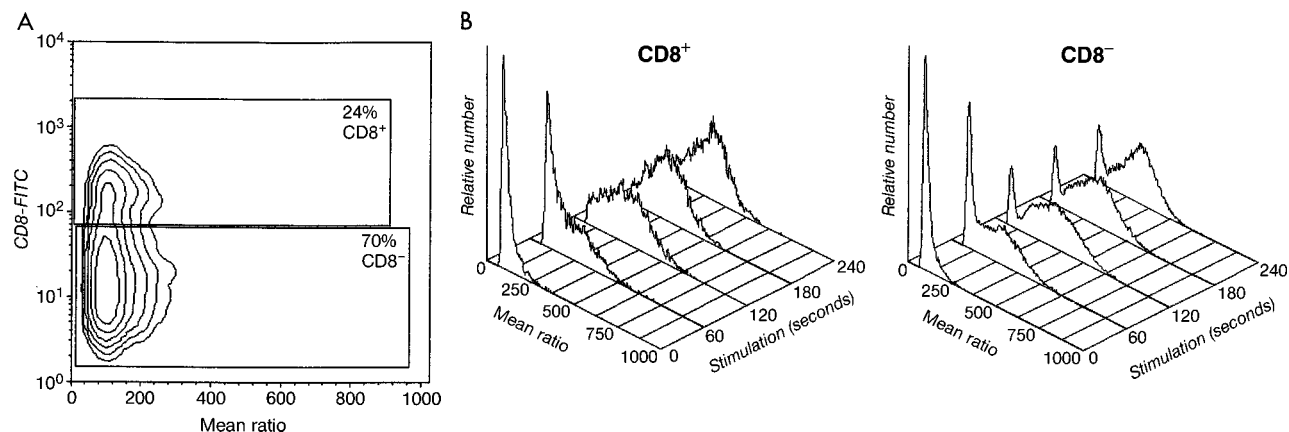 A
10⁴
10³
10²
10¹
10⁰
CD8-FITC
24%
CD8⁺
70%
CD8⁻
0
200
400
600
800
1000
Mean ratio
B
CD8⁺
Relative number
0
250
500
750
1000
Mean ratio
0
60
120
180
240
Stimulation (seconds)
CD8⁻
Relative number
0
250
500
750
1000
Mean ratio
0
60
120
180
240
Stimulation (seconds)